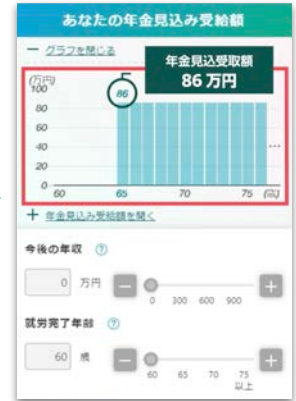 あなたの年金見込み受給額
－ グラフを閉じる
年金見込受取額
86 万円
(万円)
100
86
80
60
40
20
0
60 65 70 75 (歳)
…
＋ 年金見込み受給額を開く
今後の年収 ?
0 万円 － ＋
0 300 600 900
就労完了年齢 ?
60 歳 － ＋
60 65 70 75
以上